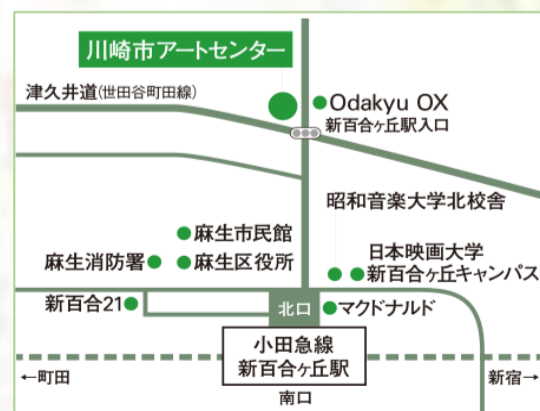 川崎市アートセンター
津久井道(世田谷町田線)
Odakyu OX
新百合ヶ丘駅入口
昭和音楽大学北校舎
麻生市民館
麻生消防署
麻生区役所
日本映画大学
新百合ヶ丘キャンパス
新百合21
北口
マクドナルド
小田急線
新百合ヶ丘駅
←町田
新宿→
南口